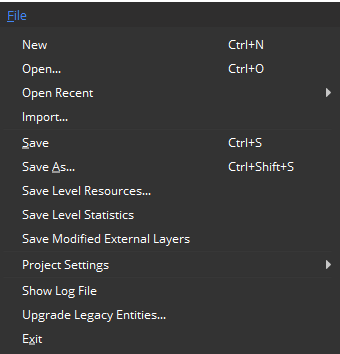 File
New Ctrl+N
Open... Ctrl+O
Open Recent
Import...
Save Ctrl+S
Save As... Ctrl+Shift+S
Save Level Resources...
Save Level Statistics
Save Modified External Layers
Project Settings
Show Log File
Upgrade Legacy Entities...
Exit